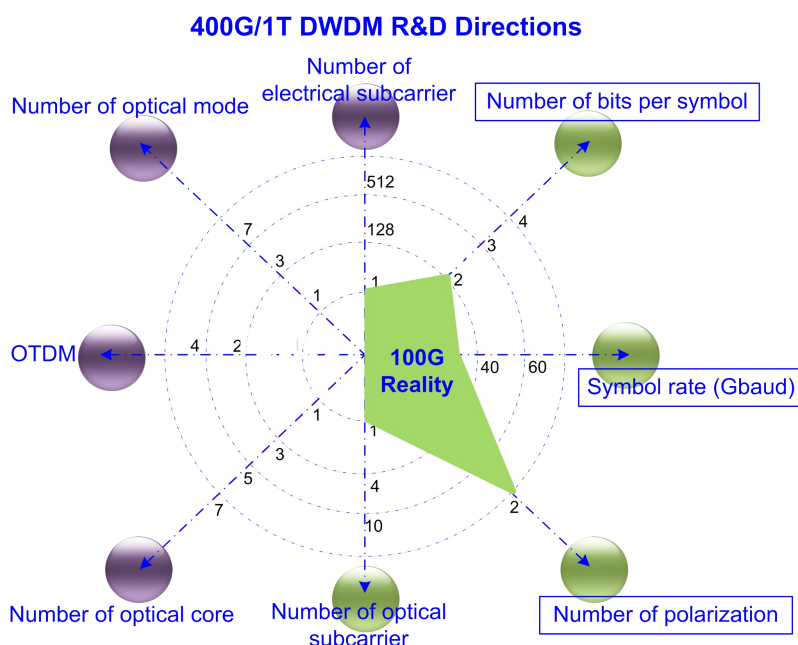 400G/1T DWDM R&D Directions
Number of
electrical subcarrier
Number of optical mode
Number of bits per symbol
512
7
4
128
3
3
1
1
2
100G
Reality
OTDM
4
2
40
60
Symbol rate (Gbaud)
1
1
3
4
5
7
10
2
Number of optical core
Number of optical
subcarrier
Number of polarization